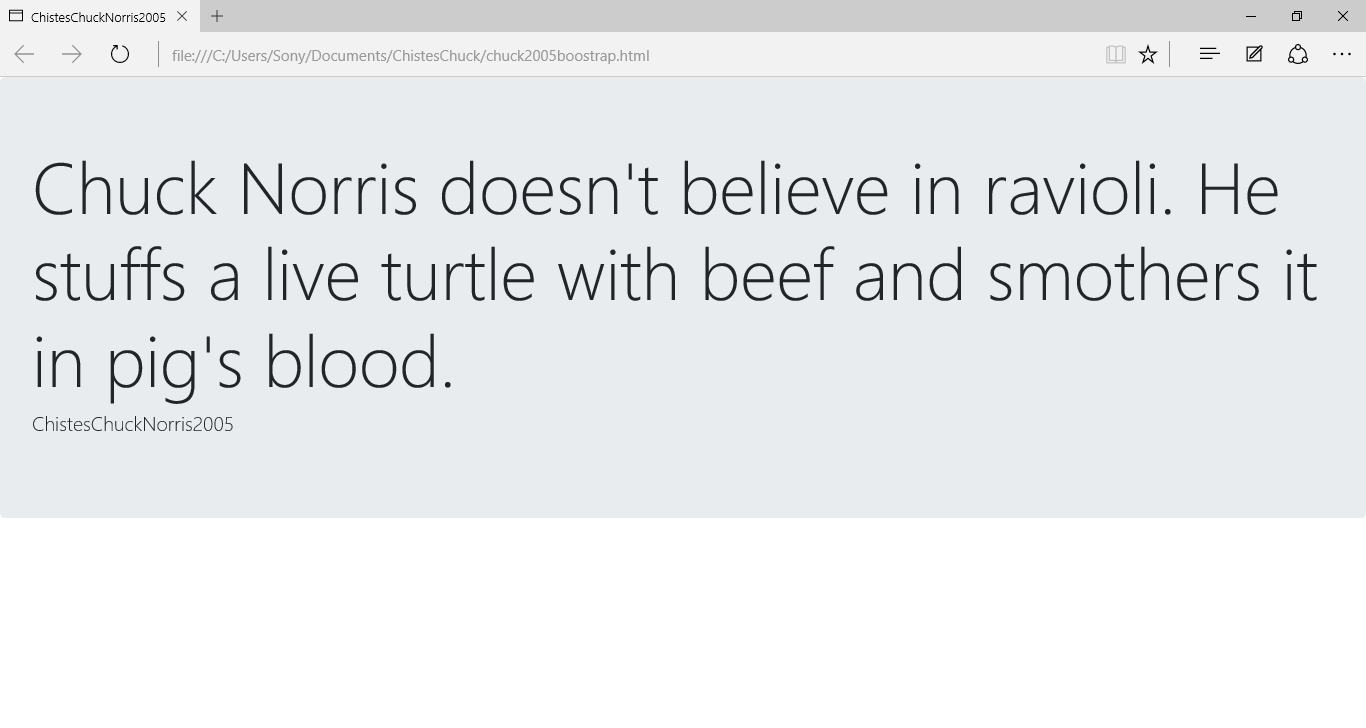 ChistesChuckNorris2005
file:///C:/Users/Sony/Documents/ChistesChuck/chuck2005boostrap.html
Chuck Norris doesn't believe in ravioli. He
stuffs a live turtle with beef and smothers it
in pig's blood.
ChistesChuckNorris2005